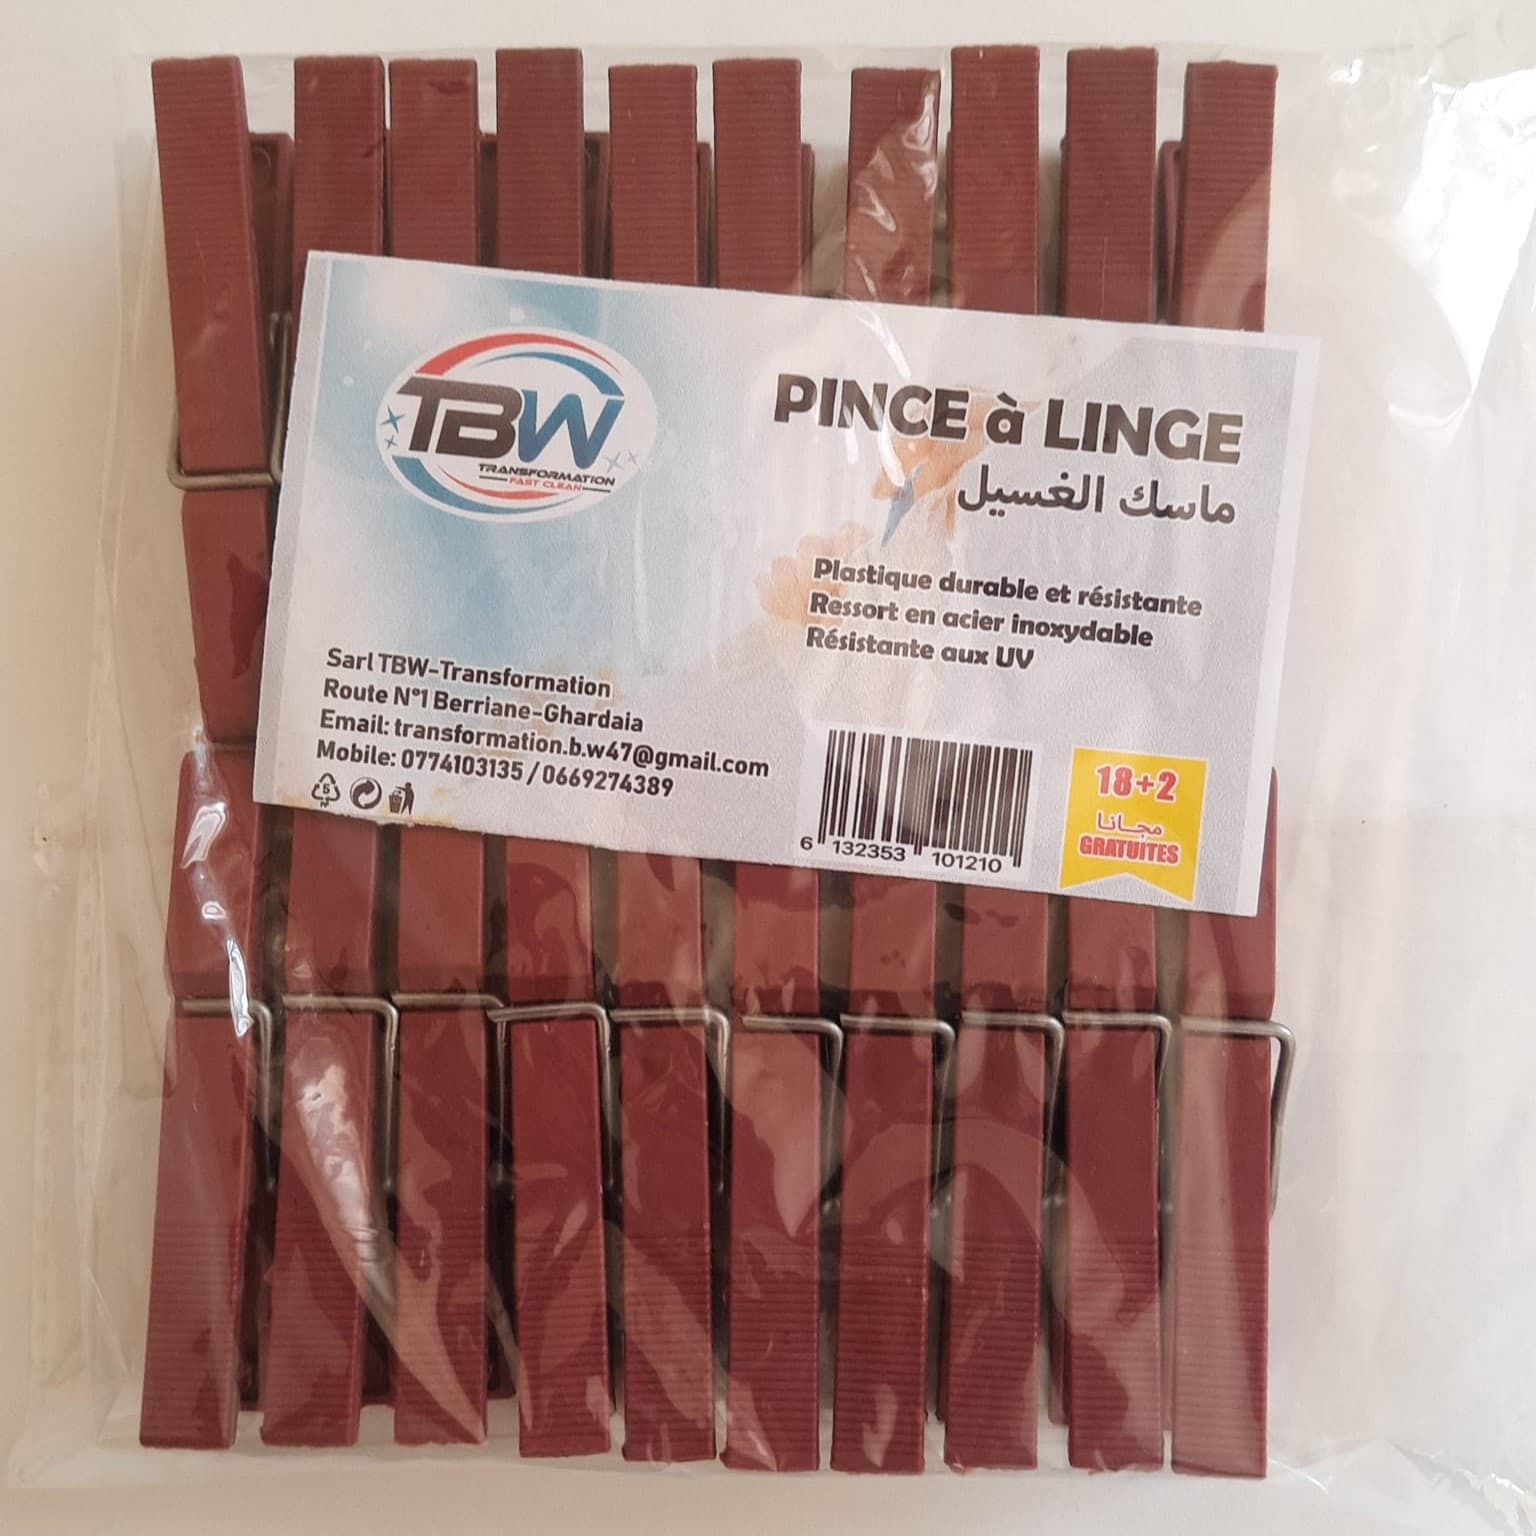 TBW
TRANSFORMATION
FAST CLEAN
PINCE à LINGE
ماسك الغسيل
Plastique durable et résistante
Ressort en acier inoxydable
Résistante aux UV
Sarl TBW-Transformation
Route N°1 Berriane-Ghardaia
Email: transformation.b.w47@gmail.com
Mobile: 0774103135 / 0669274389
5
PP
6 132353 101210
18+2
مجانا
GRATUITES